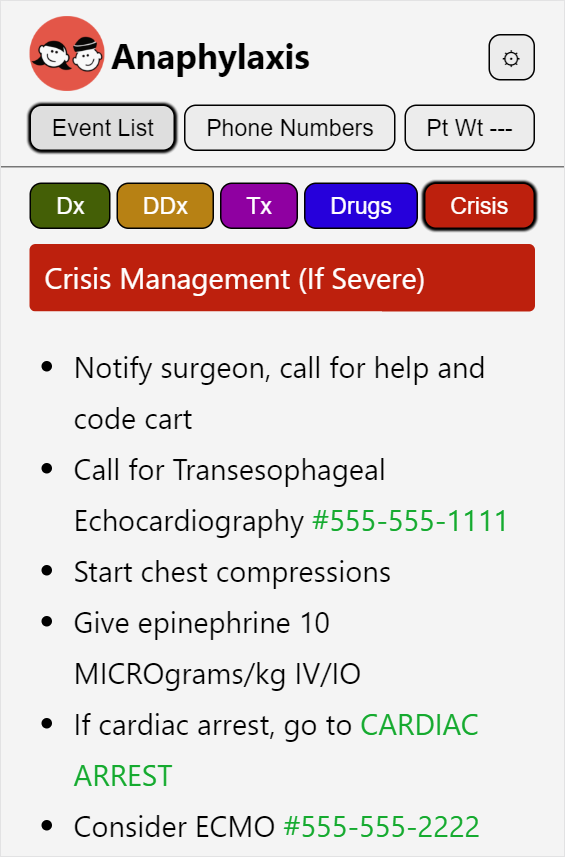 Anaphylaxis
Event List Phone Numbers Pt Wt ---
Dx DDx Tx Drugs Crisis
Crisis Management (If Severe)
• Notify surgeon, call for help and
code cart
• Call for Transesophageal
Echocardiography #555-555-1111
• Start chest compressions
• Give epinephrine 10
MICROgrams/kg IV/IO
• If cardiac arrest, go to CARDIAC
ARREST
• Consider ECMO #555-555-2222